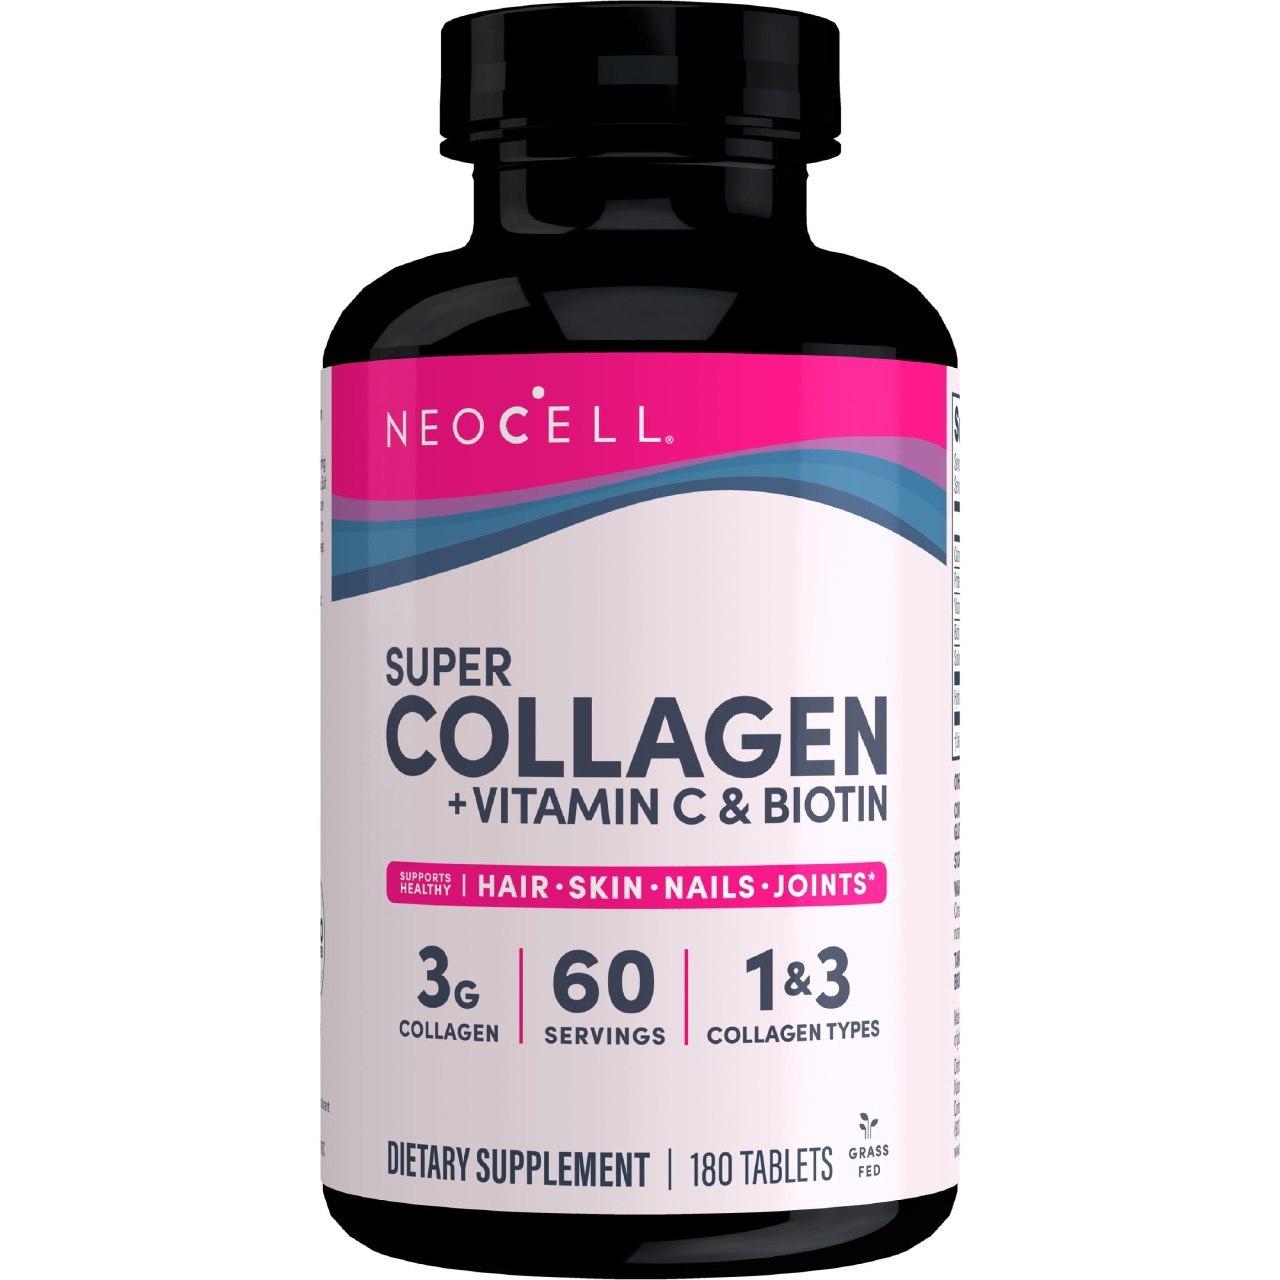 NEOCELL®
SUPER
COLLAGEN
+VITAMIN C & BIOTIN
SUPPORTS
HEALTHY | HAIR · SKIN · NAILS · JOINTS*
3G
COLLAGEN
60
SERVINGS
1&3
COLLAGEN TYPES
DIETARY SUPPLEMENT | 180 TABLETS
GRASS
FED